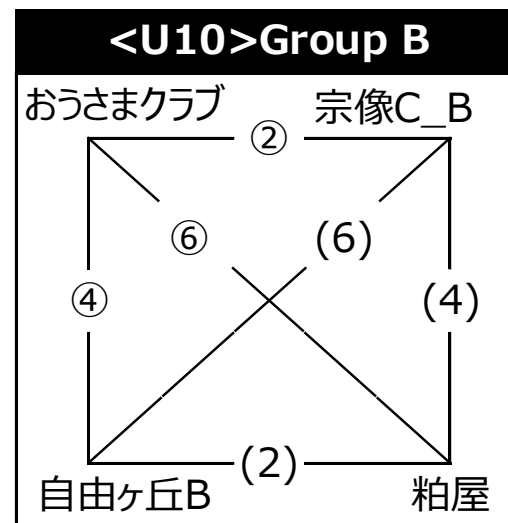 <U10>Group B
おうさまクラブ 宗像C_B
②
⑥ (6)
④ (4)
(2)
自由ヶ丘B 粕屋